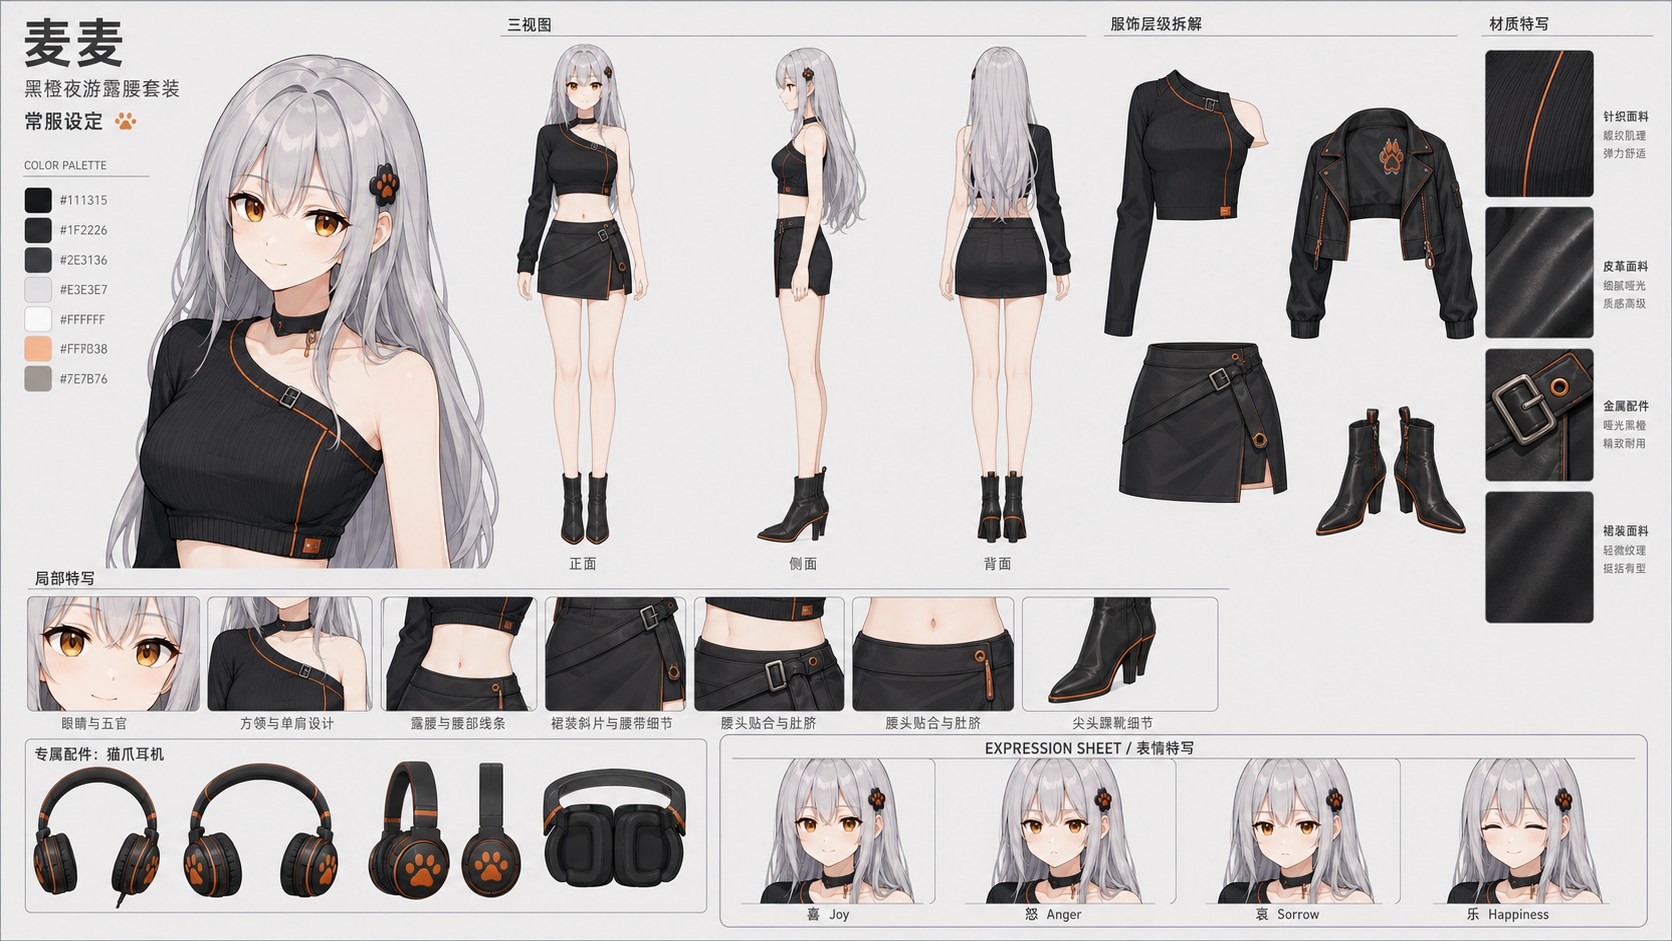 麦麦
黑橙夜游露腰套装
常服设定
COLOR PALETTE
#111315
#1F2226
#2E3136
#E3E3E7
#FFFFFF
#7E7B76
三视图
正面
侧面
背面
服饰层级拆解
材质特写
针织面料
弹力舒适
皮革面料
细腻哑光
质感高级
金属配件
哑光黑橙
精致耐用
裙装面料
轻微纹理
挺括有型
局部特写
眼睛与五官
方领与单肩设计
露腰与腰部线条
裙装斜片与腰带细节
腰头贴合与肚脐
腰头贴合与肚脐
尖头踝靴细节
专属配件：猫爪耳机
EXPRESSION SHEET / 表情特写
喜 Joy
怒 Anger
哀 Sorrow
乐 Happiness